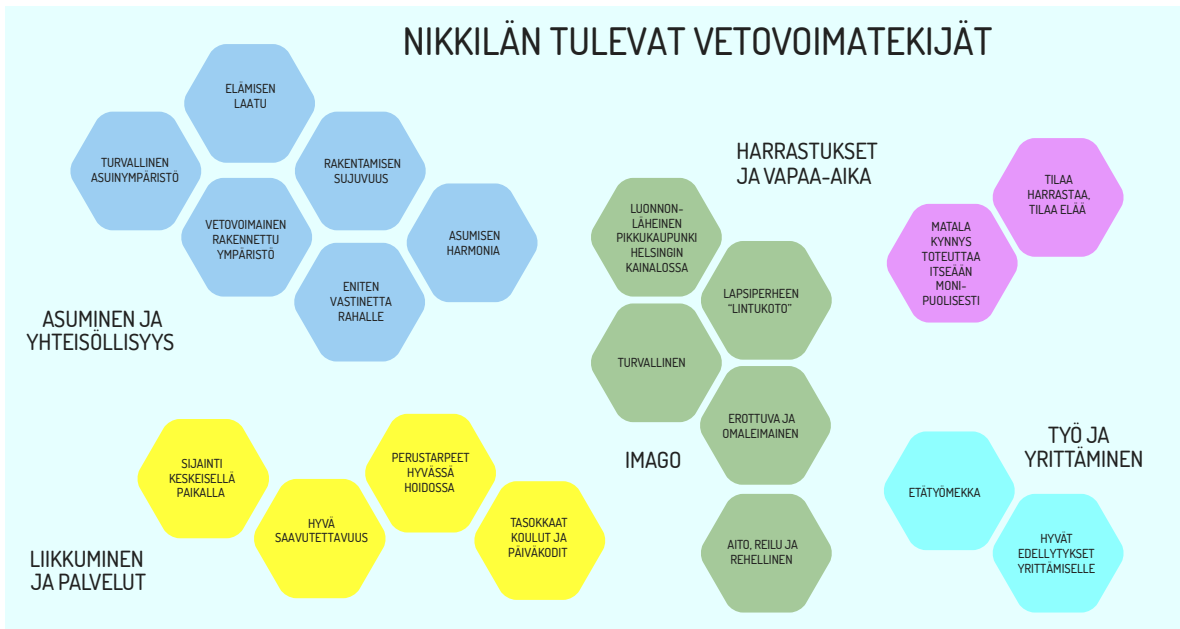 NIKKILÄN TULEVAT VETOVOIMATEKIJÄT
ELÄMISEN
LAATU
TURVALLINEN
ASUINYMPÄRISTÖ
RAKENTAMISEN
SUJUVUUS
VETOVOIMAINEN
RAKENNETTU
YMPÄRISTÖ
ASUMISEN
HARMONIA
ENITEN
VASTINETTA
RAHALLE
ASUMINEN JA
YHTEISÖLLISYYS
HARRASTUKSET
JA VAPAA-AIKA
TILAA
HARRASTAA,
TILAA ELÄÄ
MATALA
KYNNYS
TOTEUTTAA
ITSEÄÄN
MONI-
PUOLISESTI
LUONNON-
LÄHEINEN
PIKKUKAUPUNKI
HELSINGIN
KAINALOSSA
LAPSIPERHEEN
"LINTUKOTO"
TURVALLINEN
EROTTUVA JA
OMALEIMAINEN
IMAGO
AITO, REILU JA
REHELLINEN
SIJAINTI
KESKEISELLÄ
PAIKALLA
HYVÄ
SAAVUTETTAVUUS
PERUSTARPEET
HYVÄSSÄ
HOIDOSSA
TASOKKAAT
KOULUT JA
PÄIVÄKODIT
LIIKKUMINEN
JA PALVELUT
TYÖ JA
YRITTÄMINEN
ETÄTYÖMEKKA
HYVÄT
EDELLYTYKSET
YRITTÄMISELLE